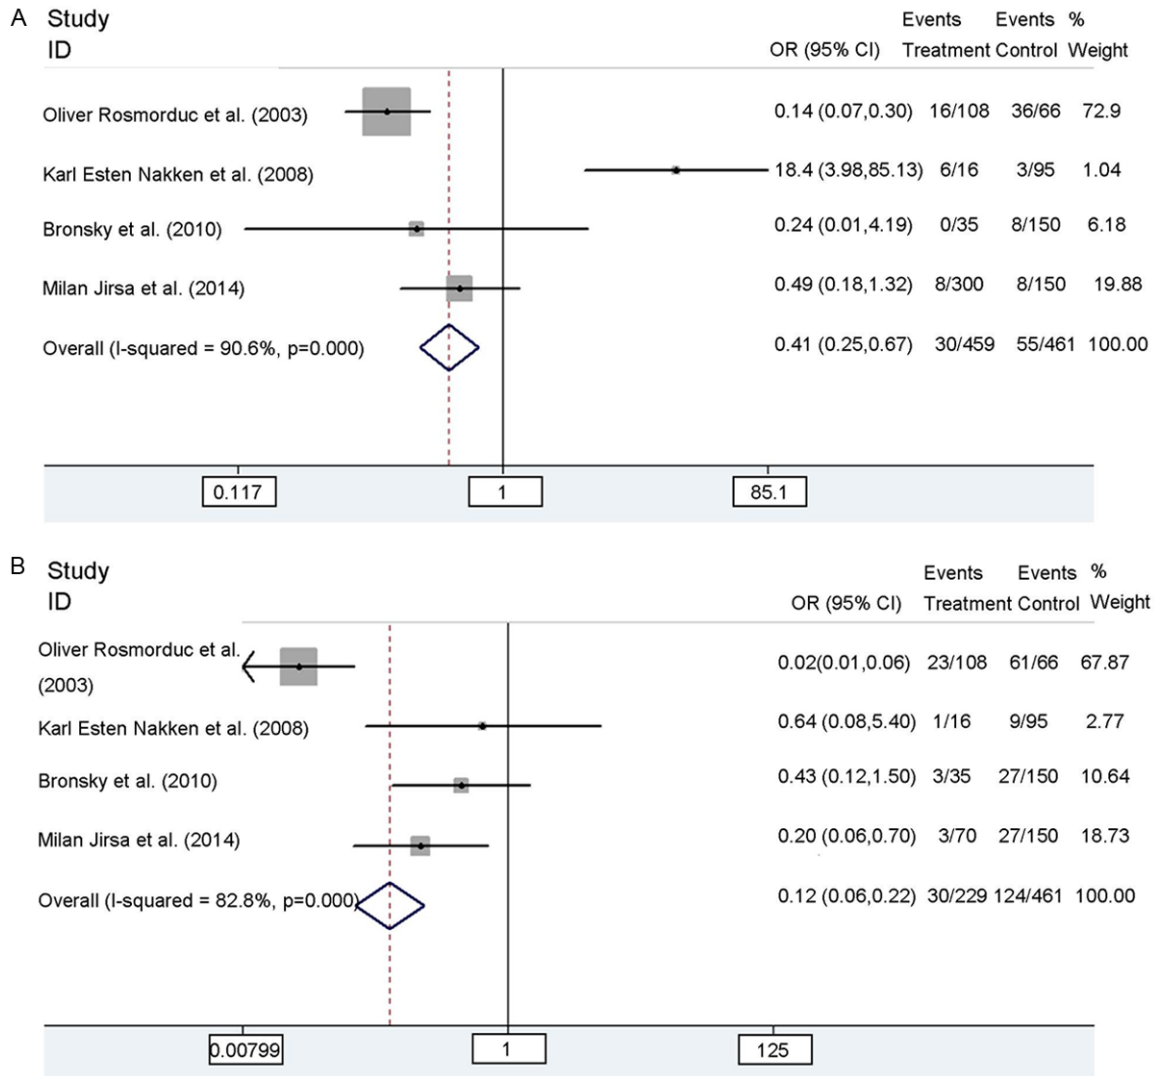 A Study ID OR (95% CI) Events Treatment Events Control % Weight
Oliver Rosmorduc et al. (2003) 0.14 (0.07,0.30) 16/108 36/66 72.9
Karl Esten Nakken et al. (2008) 18.4 (3.98,85.13) 6/16 3/95 1.04
Bronsky et al. (2010) 0.24 (0.01,4.19) 0/35 8/150 6.18
Milan Jirsa et al. (2014) 0.49 (0.18,1.32) 8/300 8/150 19.88
Overall (I-squared = 90.6%, p=0.000) 0.41 (0.25,0.67) 30/459 55/461 100.00
0.117 1 85.1
B Study ID OR (95% CI) Events Treatment Events Control % Weight
Oliver Rosmorduc et al. (2003) 0.02(0.01,0.06) 23/108 61/66 67.87
Karl Esten Nakken et al. (2008) 0.64 (0.08,5.40) 1/16 9/95 2.77
Bronsky et al. (2010) 0.43 (0.12,1.50) 3/35 27/150 10.64
Milan Jirsa et al. (2014) 0.20 (0.06,0.70) 3/70 27/150 18.73
Overall (I-squared = 82.8%, p=0.000) 0.12 (0.06,0.22) 30/229 124/461 100.00
0.00799 1 125